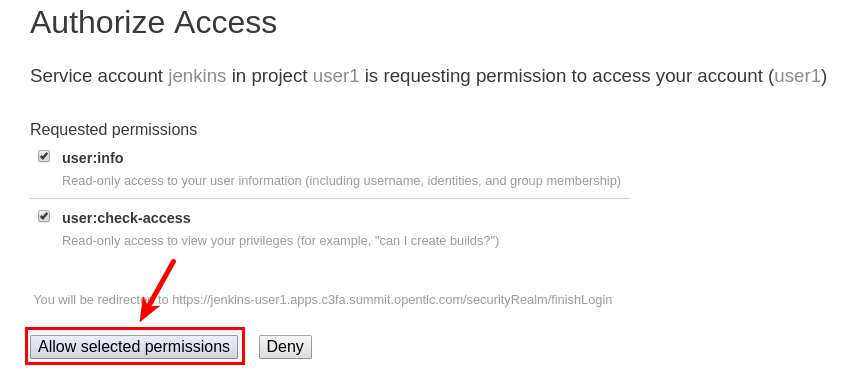 Authorize Access
Service account jenkins in project user1 is requesting permission to access your account (user1)
Requested permissions
user:info
Read-only access to your user information (including username, identities, and group membership)
user:check-access
Read-only access to view your privileges (for example, "can I create builds?")
You will be redirected to https://jenkins-user1.apps.c3fa.summit.opentlc.com/securityRealm/finishLogin
Allow selected permissions Deny